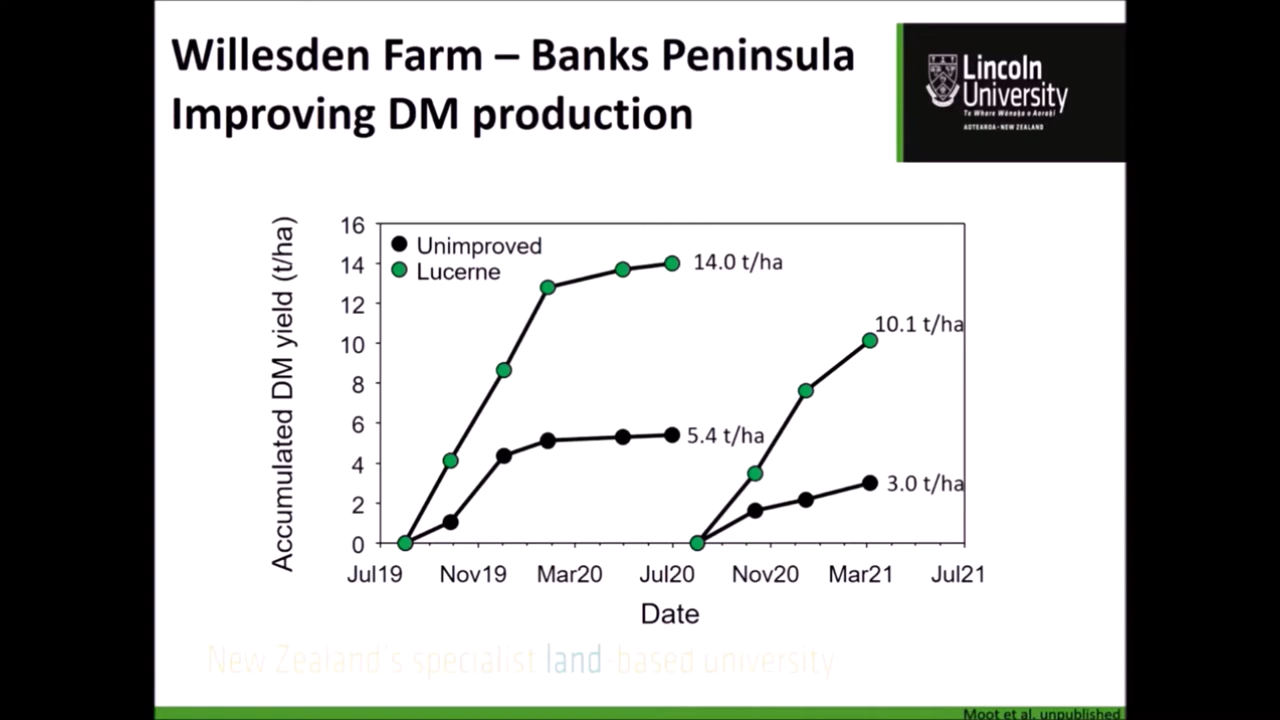 Willesden Farm – Banks Peninsula
Improving DM production
Lincoln
University
Te Whare Wānaka o Aoraki
AOTEAROA • NEW ZEALAND
Accumulated DM yield (t/ha)
16
14
12
10
8
6
4
2
0
Unimproved
Lucerne
14.0 t/ha
10.1 t/ha
5.4 t/ha
3.0 t/ha
Jul19 Nov19 Mar20 Jul20 Nov20 Mar21 Jul21
Date
New Zealand's specialist land-based university
Moot et al. unpublished